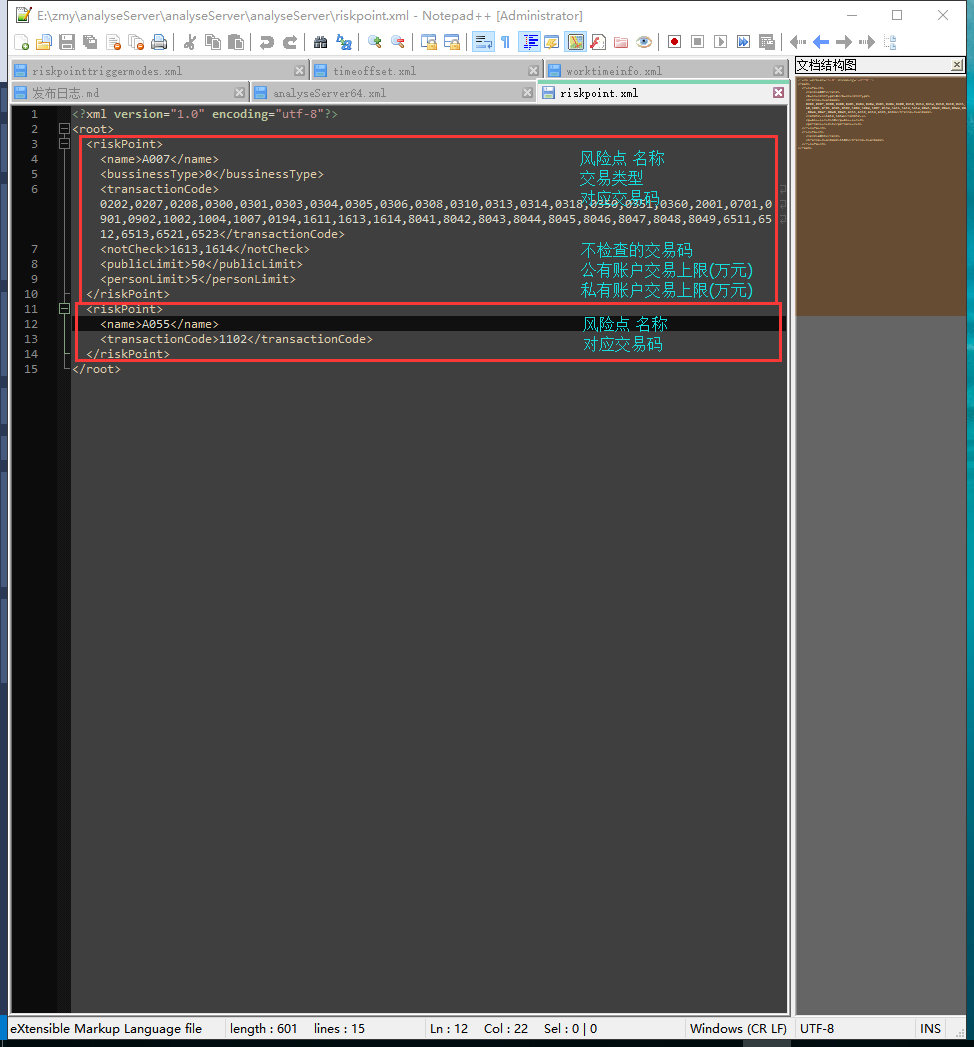 E:\zmy\analyseServer\analyseServer\analyseServer\riskpoint.xml - Notepad++ [Administrator]
riskpointtriggermodes.xml
timeoffset.xml
worktimeinfo.xml
文档结构图
发布日志.md
analyseServer64.xml
riskpoint.xml
1 <?xml version="1.0" encoding="utf-8"?>
2 <root>
3 <riskPoint>
4 <name>A007</name> 风险点 名称
5 <bussinessType>0</bussinessType> 交易类型
6 <transactionCode> 对应交易码
0202,0207,0208,0300,0301,0303,0304,0305,0306,0308,0310,0313,0314,0318,0350,0351,0360,2001,0701,0
901,0902,1002,1004,1007,0194,1611,1613,1614,8041,8042,8043,8044,8045,8046,8047,8048,8049,6511,6
512,6513,6521,6523</transactionCode>
7 <notCheck>1613,1614</notCheck> 不检查的交易码
8 <publicLimit>50</publicLimit> 公有账户交易上限(万元)
9 <personLimit>5</personLimit> 私有账户交易上限(万元)
10 </riskPoint>
11 <riskPoint>
12 <name>A055</name> 风险点 名称
13 <transactionCode>1102</transactionCode> 对应交易码
14 </riskPoint>
15 </root>
eXtensible Markup Language file length : 601 lines : 15 Ln : 12 Col : 22 Sel : 0 | 0 Windows (CR LF) UTF-8 INS